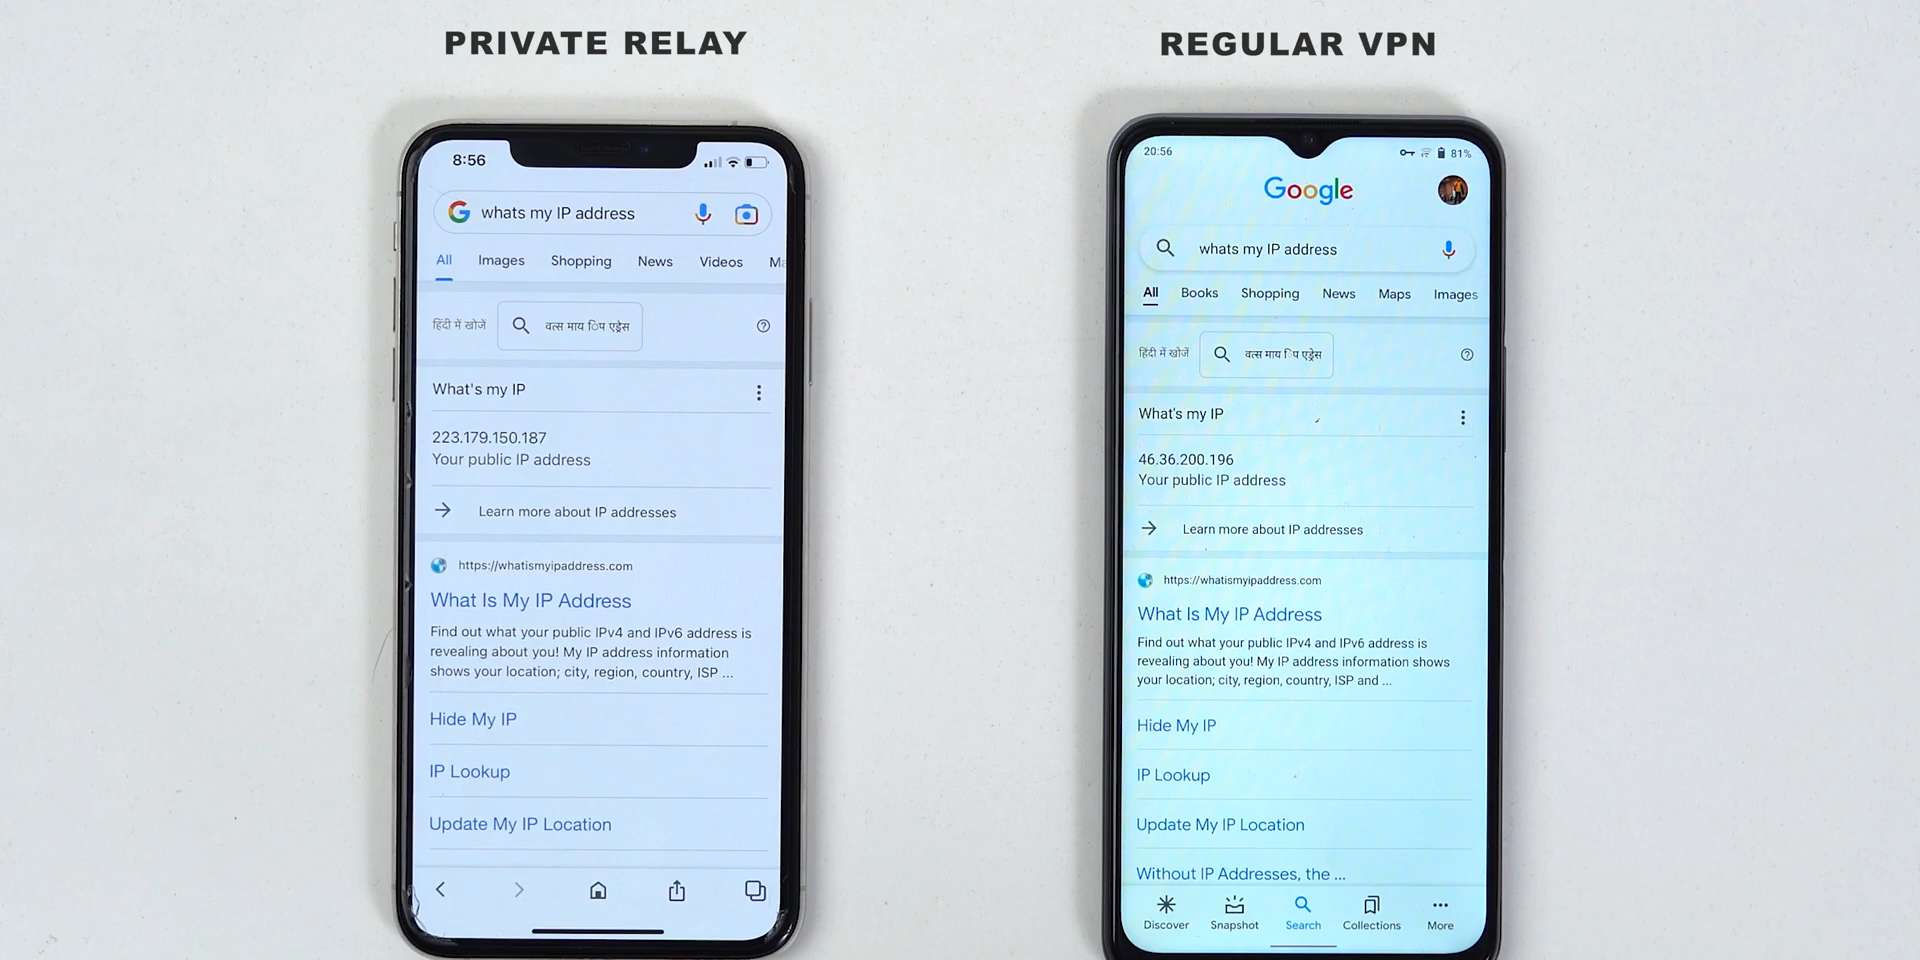 PRIVATE RELAY
8:56
whats my IP address
All Images Shopping News Videos
हिंदी में खोजें वत्स माय िप एड्रेस
What's my IP
223.179.150.187
Your public IP address
Learn more about IP addresses
https://whatismyipaddress.com
What Is My IP Address
Find out what your public IPv4 and IPv6 address is
revealing about you! My IP address information
shows your location; city, region, country, ISP ...
Hide My IP
IP Lookup
Update My IP Location
REGULAR VPN
20:56 81%
Google
whats my IP address
All Books Shopping News Maps Images
हिंदी में खोजें वत्स माय िप एड्रेस
What's my IP
46.36.200.196
Your public IP address
Learn more about IP addresses
https://whatismyipaddress.com
What Is My IP Address
Find out what your public IPv4 and IPv6 address is
revealing about you! My IP address information shows
your location; city, region, country, ISP and ...
Hide My IP
IP Lookup
Update My IP Location
Without IP Addresses, the ...
Discover Snapshot Search Collections More